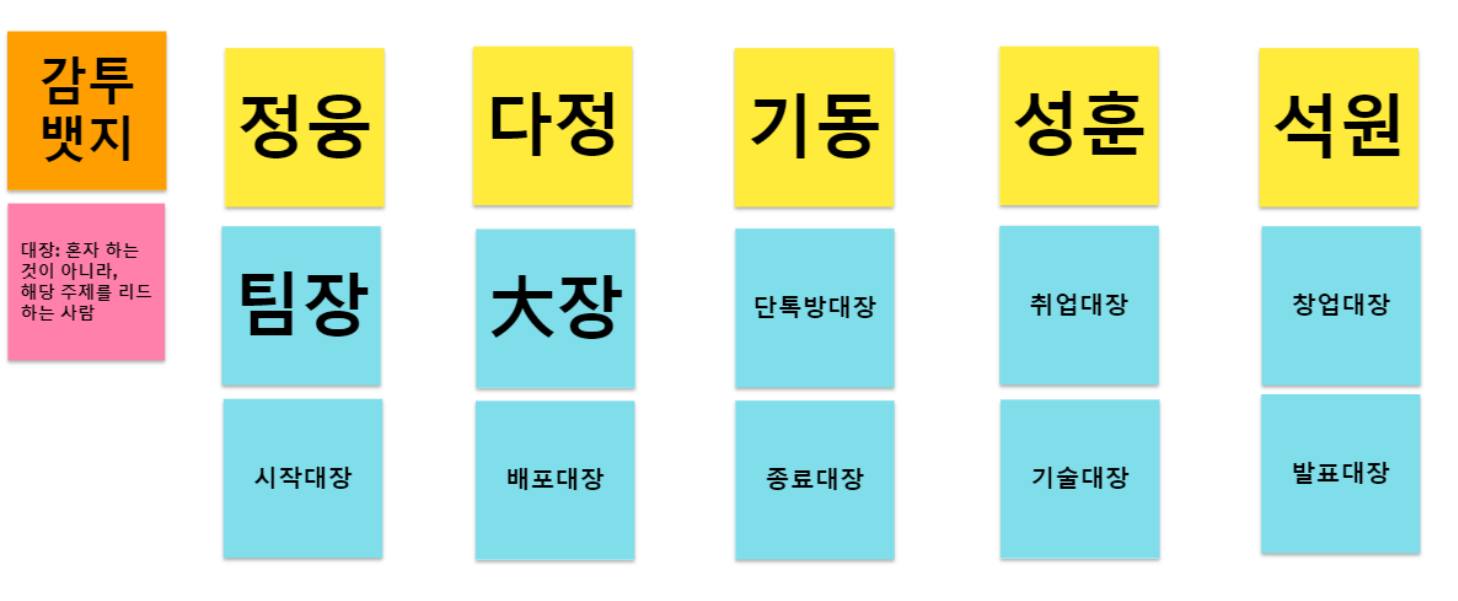 감투
뱃지
정웅
다정
기동
성훈
석원
대장: 혼자 하는
것이 아니라,
해당 주제를 리드
하는 사람
팀장
大장
단톡방대장
취업대장
창업대장
시작대장
배포대장
종료대장
기술대장
발표대장